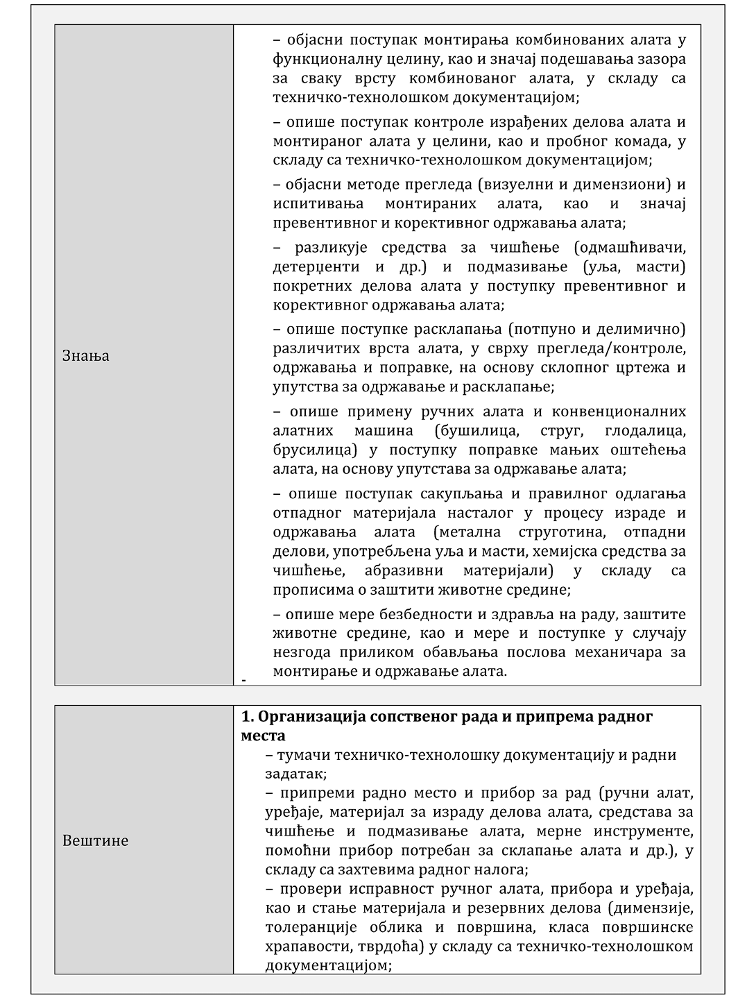 – објасни поступак монтирања комбинованих алата у
функционалну целину, као и значај подешавања зазора
за сваку врсту комбинованог алата, у складу са
техничко-технолошком документацијом;
– опише поступак контроле израђених делова алата и
монтираног алата у целини, као и пробног комада, у
складу са техничко-технолошком документацијом;
– објасни методе прегледа (визуелни и димензиони) и
испитивања монтираних алата, као и значај
превентивног и корективног одржавања алата;
– разликује средства за чишћење (одмашћивачи,
детерџенти и др.) и подмазивање (уља, масти)
покретних делова алата у поступку превентивног и
корективног одржавања алата;
– опише поступке расклапања (потпуно и делимично)
различитих врста алата, у сврху прегледа/контроле,
одржавања и поправке, на основу склопног цртежа и
упутства за одржавање и расклапање;
– опише примену ручних алата и конвенционалних
алатних машина (бушилица, струг, глодалица,
брусилица) у поступку поправке мањих оштећења
алата, на основу упутстава за одржавање алата;
– опише поступак сакупљања и правилног одлагања
отпадног материјала насталог у процесу израде и
одржавања алата (метална струготина, отпадни
делови, употребљена уља и масти, хемијска средства за
чишћење, абразивни материјали) у складу са
прописима о заштити животне средине;
– опише мере безбедности и здравља на раду, заштите
животне средине, као и мере и поступке у случају
незгода приликом обављања послова механичара за
монтирање и одржавање алата.
-
Знања
1. Организација сопственог рада и припрема радног
места
– тумачи техничко-технолошку документацију и радни
задатак;
– припреми радно место и прибор за рад (ручни алат,
уређаје, материјал за израду делова алата, средстава за
чишћење и подмазивање алата, мерне инструменте,
помоћни прибор потребан за склапање алата и др.), у
складу са захтевима радног налога;
– провери исправност ручног алата, прибора и уређаја,
као и стање материјала и резервних делова (димензије,
толеранције облика и површина, класа површинске
храпавости, тврдоћа) у складу са техничко-технолошком
документацијом;
Вештине